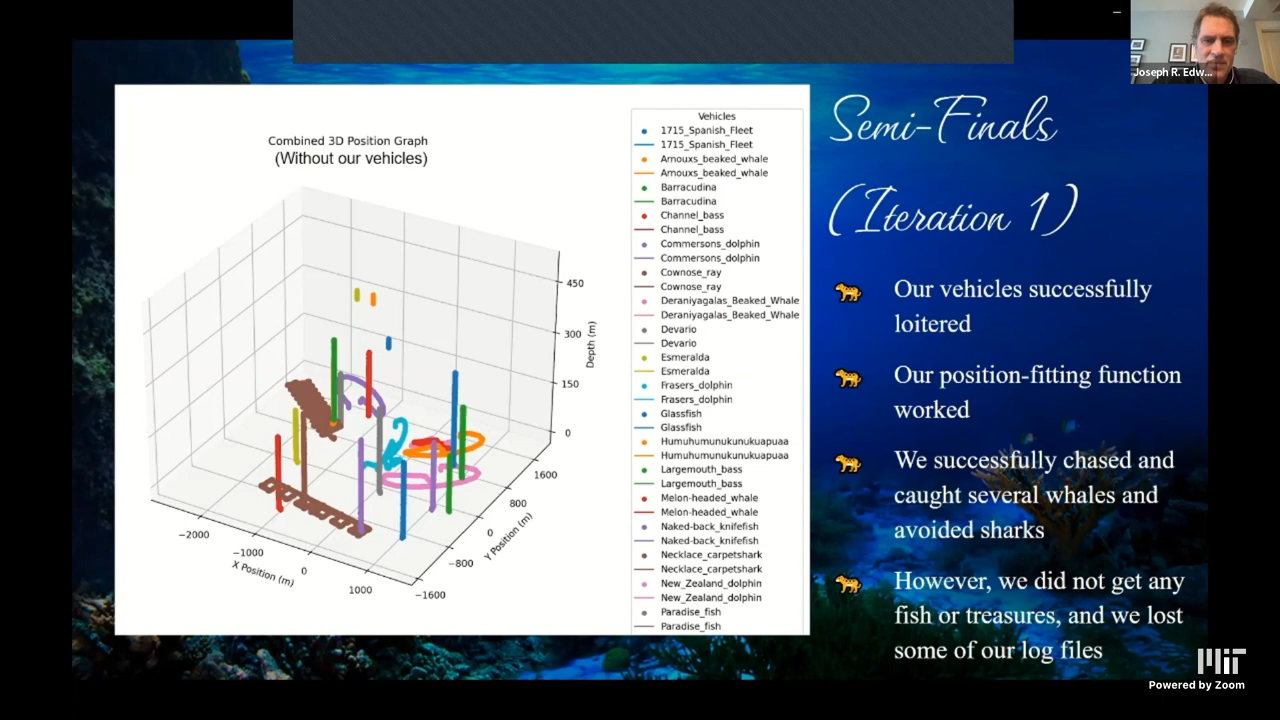 Joseph R. Edw...
Semi-Finals
(Iteration 1)
Our vehicles successfully
loitered
Our position-fitting function
worked
We successfully chased and
caught several whales and
avoided sharks
However, we did not get any
fish or treasures, and we lost
some of our log files
Combined 3D Position Graph
(Without our vehicles)
450
300
150
0
Depth (m)
1600
800
0
−800
−1600
Y Position (m)
−2000
−1000
0
1000
X Position (m)
Vehicles
1715_Spanish_Fleet
1715_Spanish_Fleet
Arnouxs_beaked_whale
Arnouxs_beaked_whale
Barracudina
Barracudina
Channel_bass
Channel_bass
Commersons_dolphin
Commersons_dolphin
Cownose_ray
Cownose_ray
Deraniyagalas_Beaked_Whale
Deraniyagalas_Beaked_Whale
Devario
Devario
Esmeralda
Esmeralda
Frasers_dolphin
Frasers_dolphin
Glassfish
Glassfish
Humuhumunukunukuapuaa
Humuhumunukunukuapuaa
Largemouth_bass
Largemouth_bass
Melon-headed_whale
Melon-headed_whale
Naked-back_knifefish
Naked-back_knifefish
Necklace_carpetshark
Necklace_carpetshark
New_Zealand_dolphin
New_Zealand_dolphin
Paradise_fish
Paradise_fish
MIT
Powered by Zoom